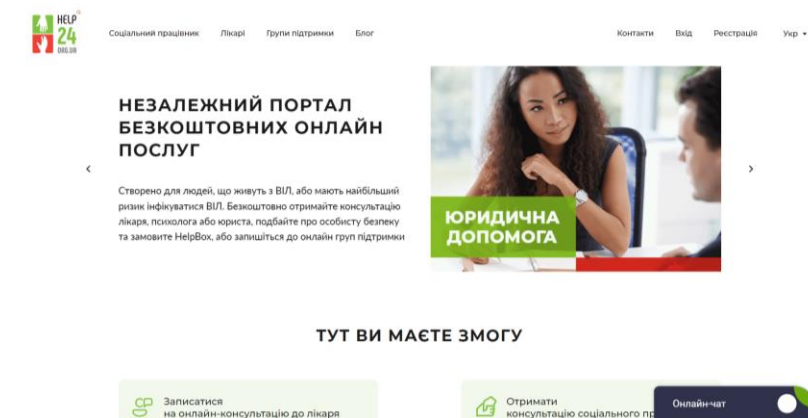 HELP
24
ORG.UA
Соціальний працівник Лікарі Групи підтримки Блог
Контакти Вхід Реєстрація Укр
НЕЗАЛЕЖНИЙ ПОРТАЛ
БЕЗКОШТОВНИХ ОНЛАЙН
ПОСЛУГ
Створено для людей, що живуть з ВІЛ, або мають найбільший
ризик інфікуватися ВІЛ. Безкоштовно отримайте консультацію
лікаря, психолога або юриста, подбайте про особисту безпеку
та замовите HelpBox, або запишіться до онлайн груп підтримки
ЮРИДИЧНА
ДОПОМОГА
ТУТ ВИ МАЄТЕ ЗМОГУ
Записатися
на онлайн-консультацію до лікаря
Отримати
консультацію соціального пр
Онлайн-чат